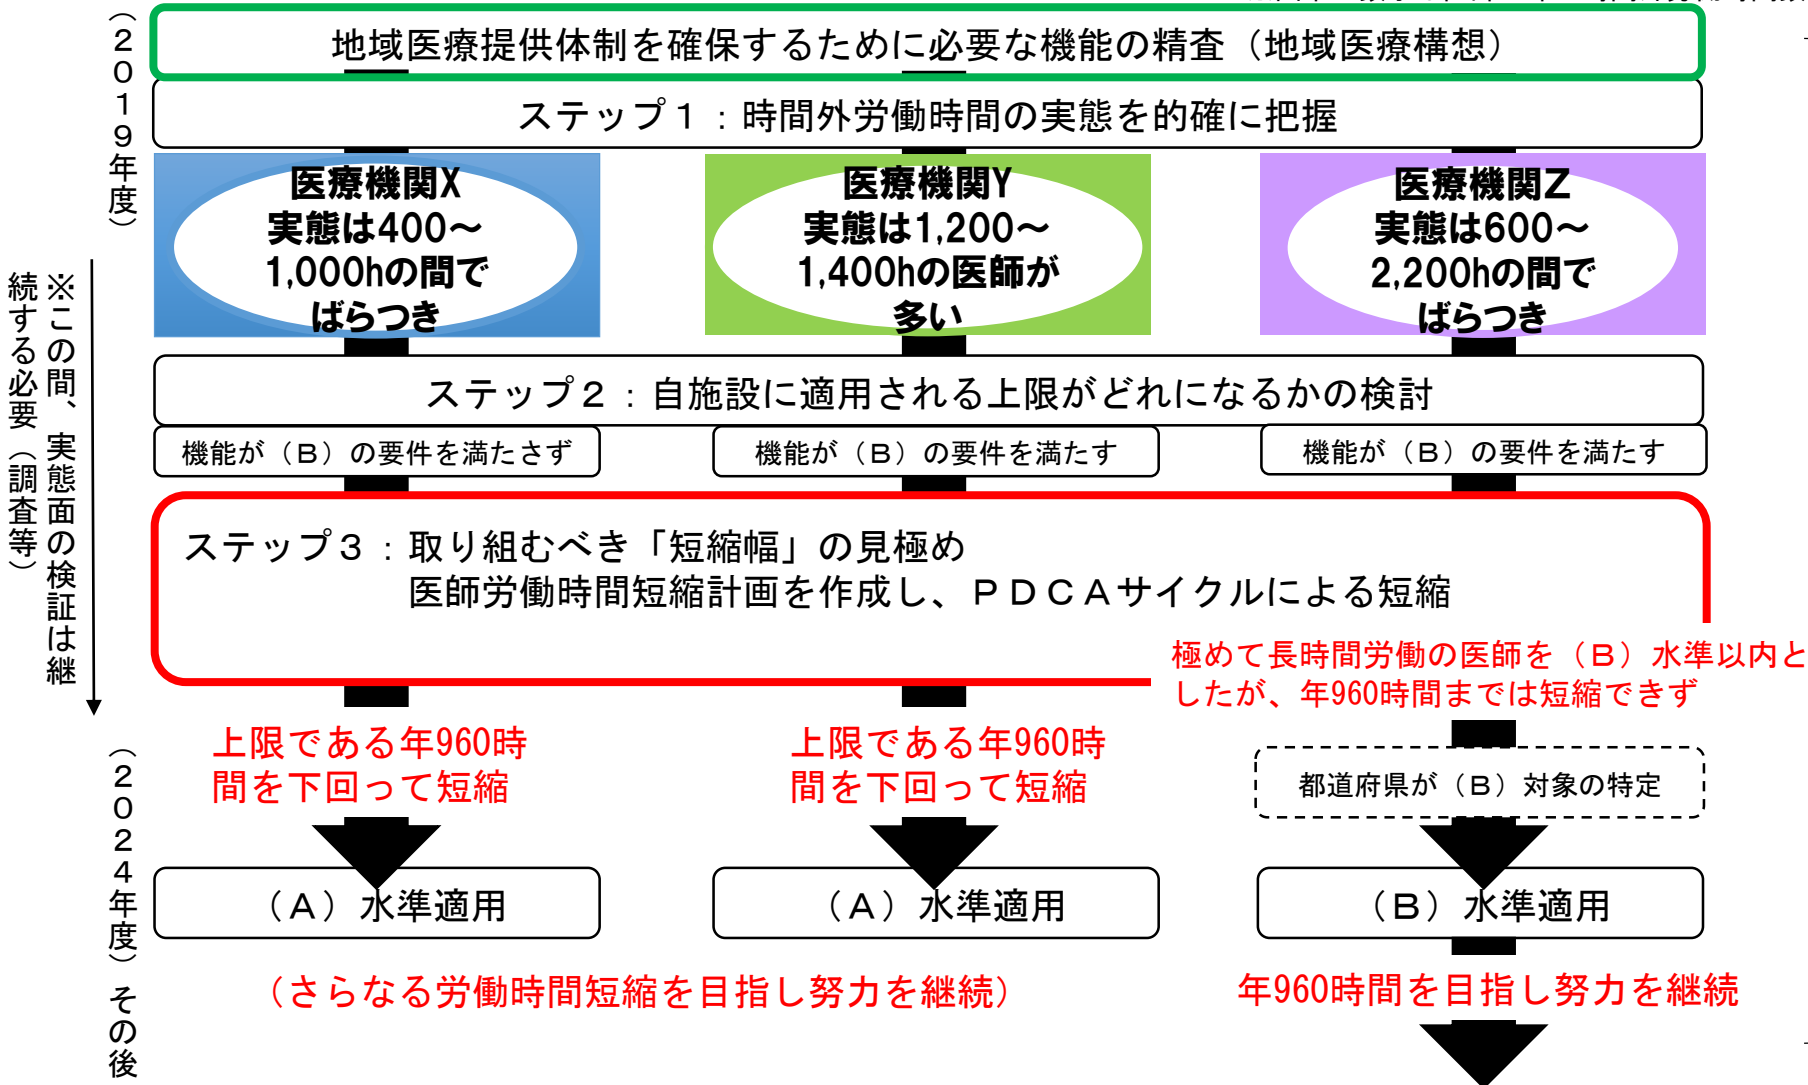 （2019年度）
地域医療提供体制を確保するために必要な機能の精査（地域医療構想）
ステップ１：時間外労働時間の実態を的確に把握
医療機関X
実態は400～
1,000hの間で
ばらつき
医療機関Y
実態は1,200～
1,400hの医師が
多い
医療機関Z
実態は600～
2,200hの間で
ばらつき
※この間、実態面の検証は継
続する必要（調査等）
ステップ２：自施設に適用される上限がどれになるかの検討
機能が（Ｂ）の要件を満たさず
機能が（Ｂ）の要件を満たす
機能が（Ｂ）の要件を満たす
ステップ３：取り組むべき「短縮幅」の見極め
医師労働時間短縮計画を作成し、ＰＤＣＡサイクルによる短縮
極めて長時間労働の医師を（Ｂ）水準以内と
したが、年960時間までは短縮できず
上限である年960時
間を下回って短縮
上限である年960時
間を下回って短縮
都道府県が（Ｂ）対象の特定
（2024年度）その後
（Ａ）水準適用
（Ａ）水準適用
（Ｂ）水準適用
（さらなる労働時間短縮を目指し努力を継続）
年960時間を目指し努力を継続